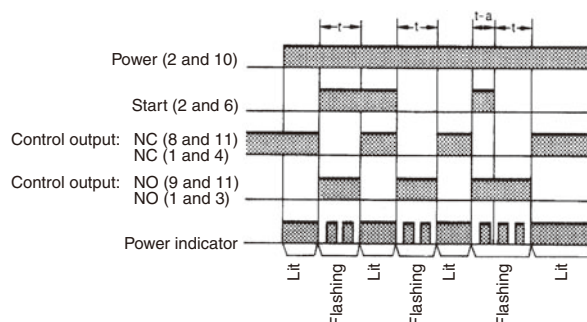 t t t-a t
Power (2 and 10)
Start (2 and 6)
Control output: NC (8 and 11)
NC (1 and 4)
Control output: NO (9 and 11)
NO (1 and 3)
Power indicator
Lit Flashing Lit Flashing Lit Flashing Lit